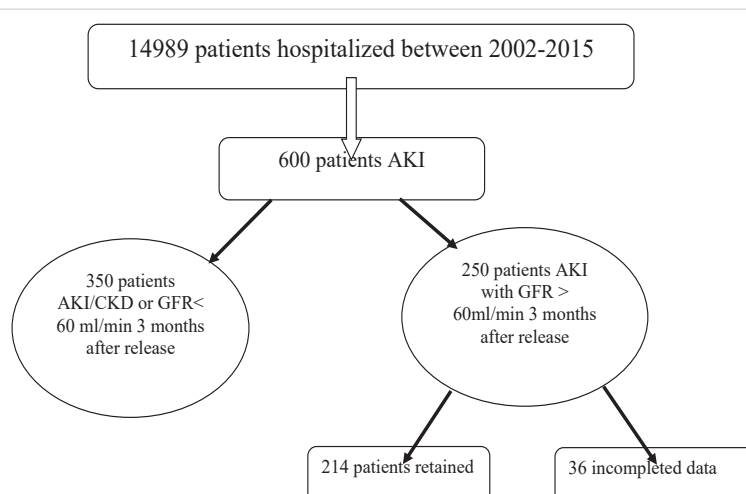 14989 patients hospitalized between 2002-2015
600 patients AKI
350 patients
AKI/CKD or GFR<
60 ml/min 3 months
after release
250 patients AKI
with GFR >
60ml/min 3 months
after release
214 patients retained
36 incompleted data